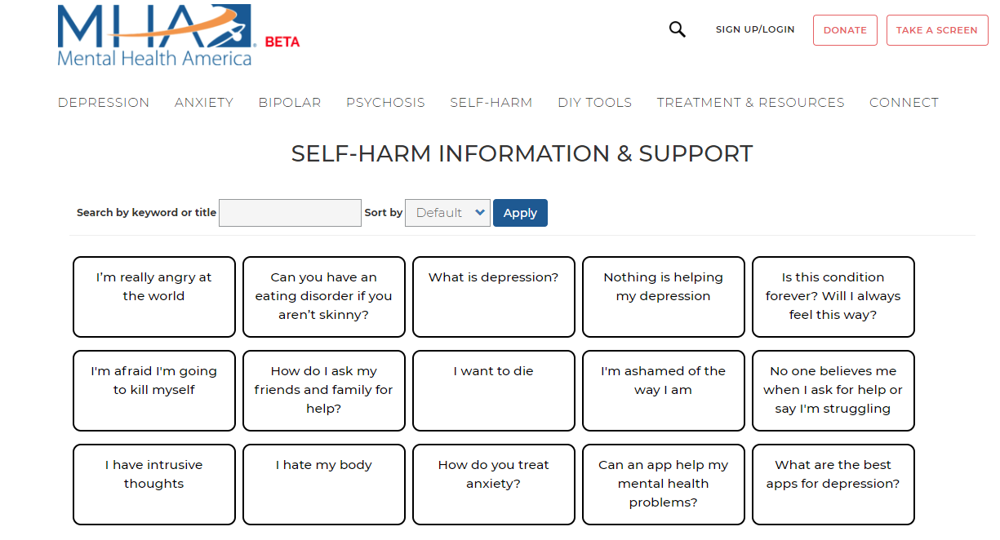 MHA
BETA
Mental Health America
SIGN UP/LOGIN
DONATE
TAKE A SCREEN
DEPRESSION ANXIETY BIPOLAR PSYCHOSIS SELF-HARM DIY TOOLS TREATMENT & RESOURCES CONNECT
SELF-HARM INFORMATION & SUPPORT
Search by keyword or title Sort by Default Apply
I’m really angry at
the world
Can you have an
eating disorder if you
aren’t skinny?
What is depression?
Nothing is helping
my depression
Is this condition
forever? Will I always
feel this way?
I'm afraid I'm going
to kill myself
How do I ask my
friends and family for
help?
I want to die
I'm ashamed of the
way I am
No one believes me
when I ask for help or
say I'm struggling
I have intrusive
thoughts
I hate my body
How do you treat
anxiety?
Can an app help my
mental health
problems?
What are the best
apps for depression?